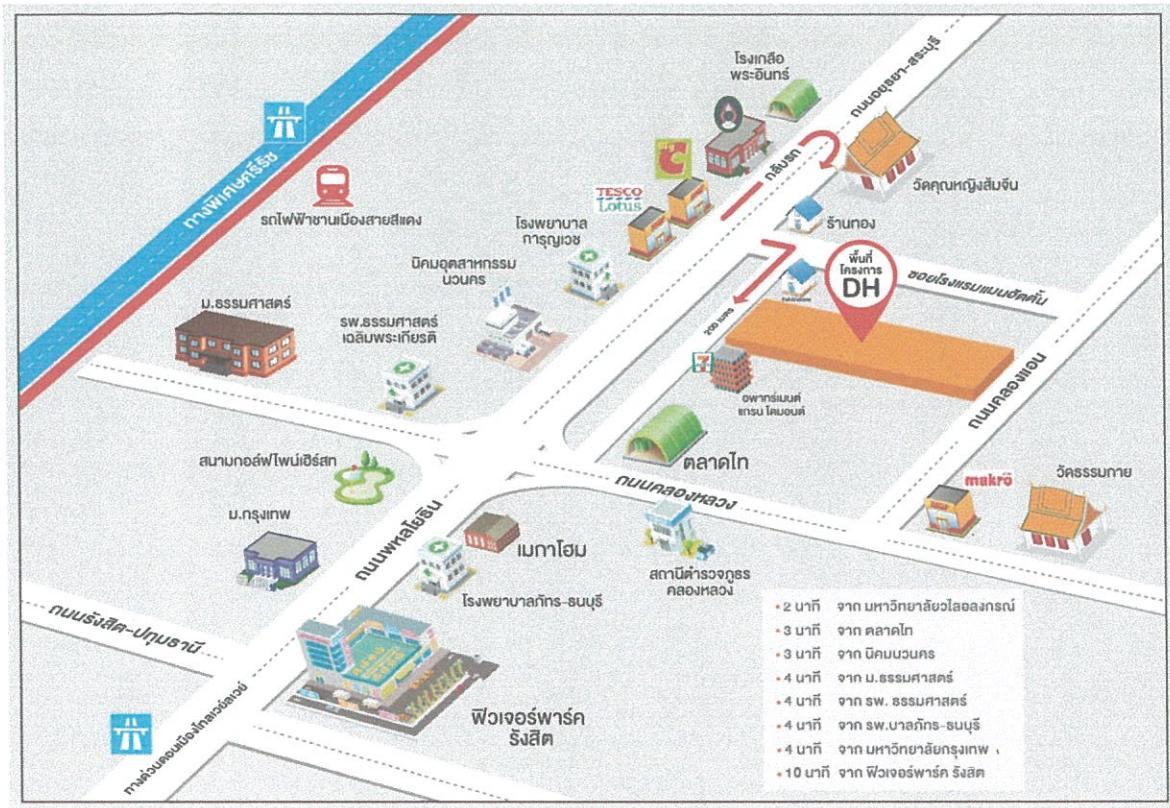 โรงเกลือ
พระอินทร์
ถนนอยุธยา-สระบุรี
กลับรถ
วัดคุณหญิงส้มจีน
ร้านทอง
ซอยโรงแรมแมนฮัตตั้น
พื้นที่
โครงการ
DH
200 เมตร
ทางพิเศษศรีรัช
รถไฟฟ้าชานเมืองสายสีแดง
TESCO
Lotus
C
โรงพยาบาล
การุญเวช
นิคมอุตสาหกรรม
นวนคร
ม.ธรรมศาสตร์
รพ.ธรรมศาสตร์
เฉลิมพระเกียรติ
7
อพาทร์เมนต์
แกรน ไดมอนด์
ถนนคลองแอน
ตลาดไท
สนามกอล์ฟไพน์เฮิร์สท
ถนนคลองหลวง
makro
วัดธรรมกาย
ม.กรุงเทพ
ถนนพหลโยธิน
เมกาโฮม
สถานีตำรวจภูธร
คลองหลวง
โรงพยาบาลภัทร-ธนบุรี
ถนนรังสิต-ปทุมธานี
ฟิวเจอร์พาร์ค
รังสิต
ทางด่วนดอนเมืองโทลเวย์ลเวย์
• 2 นาที จาก มหาวิทยาลัยวไลอลงกรณ์
• 3 นาที จาก ตลาดไท
• 3 นาที จาก นิคมนวนคร
• 4 นาที จาก ม.ธรรมศาสตร์
• 4 นาที จาก รพ. ธรรมศาสตร์
• 4 นาที จาก รพ.บาลภัทร-ธนบุรี
• 4 นาที จาก มหาวิทยาลัยกรุงเทพ
• 10 นาที จาก ฟิวเจอร์พาร์ค รังสิต